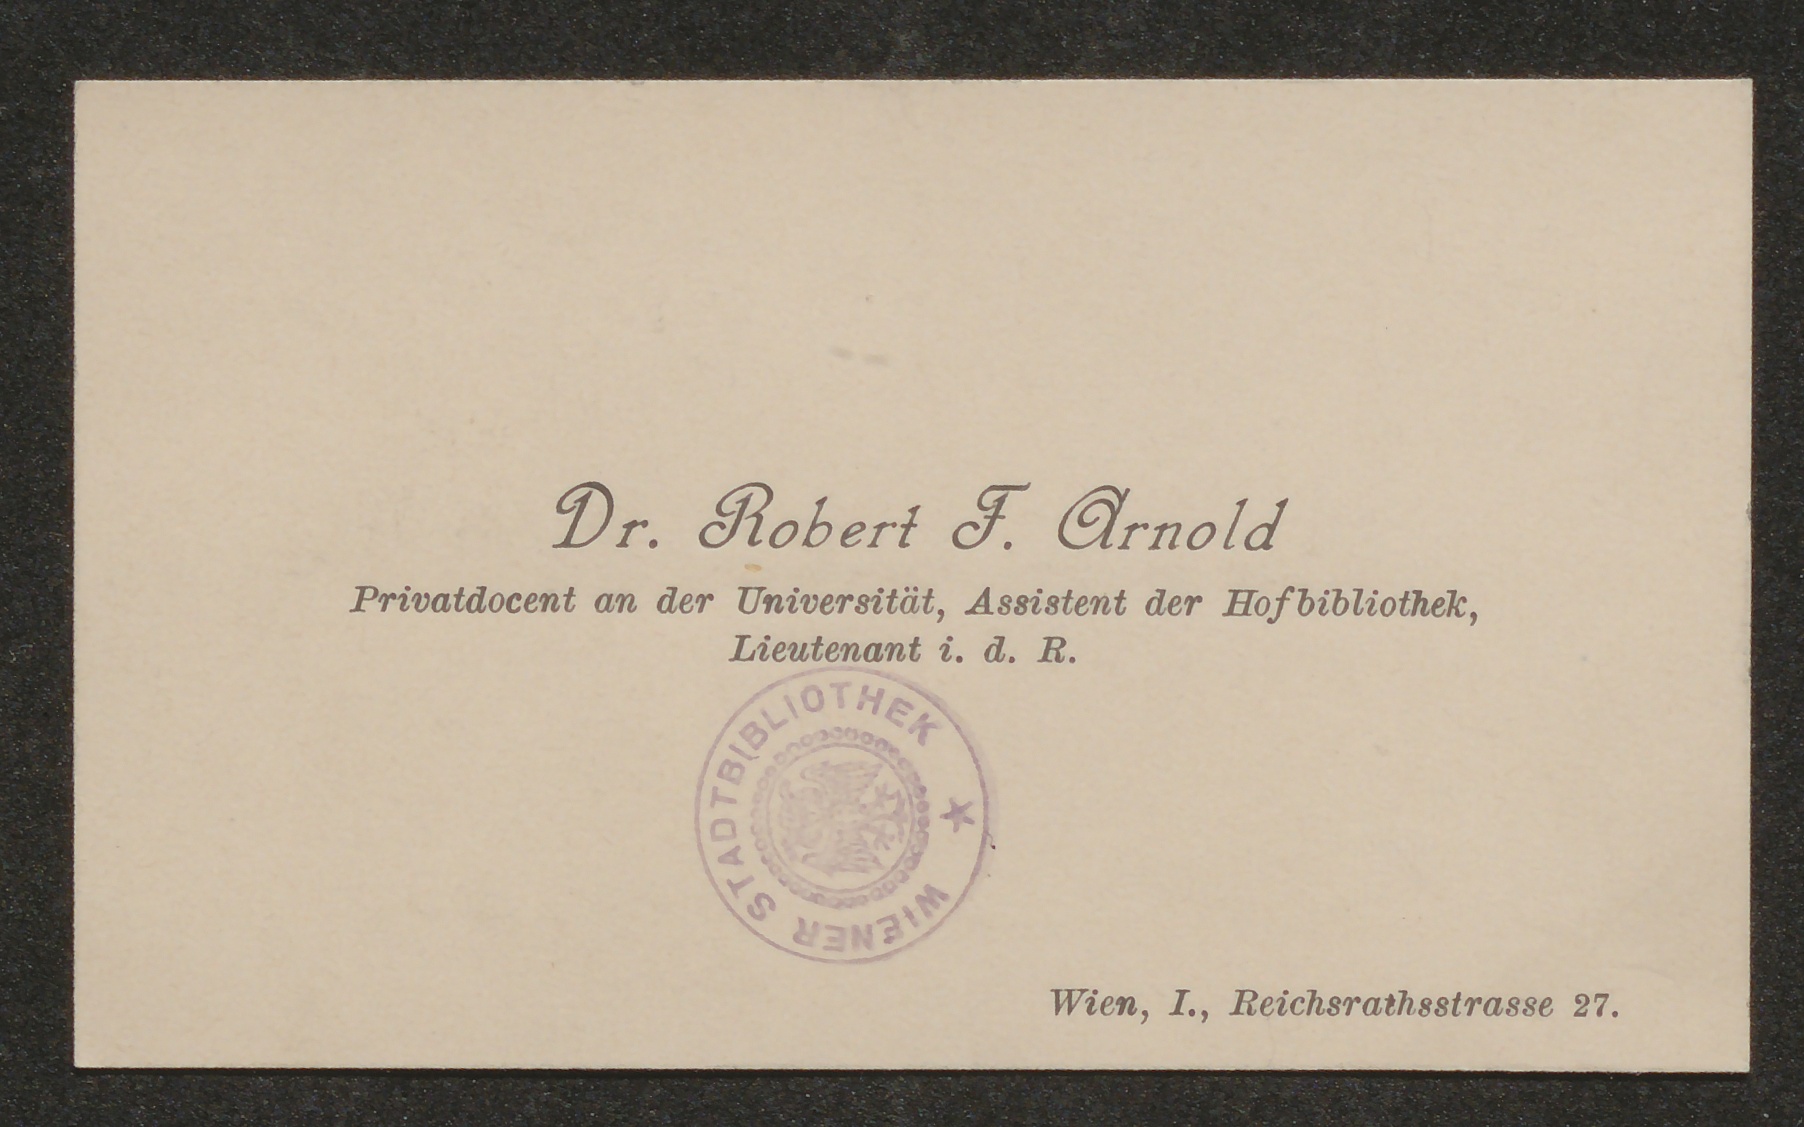 Dr. Robert F. Arnold
Privatdocent an der Universität, Assistent der Hofbibliothek,
Lieutenant i. d. R.
WIENER STADTBIBLIOTHEK ★
Wien, I., Reichsrathsstrasse 27.